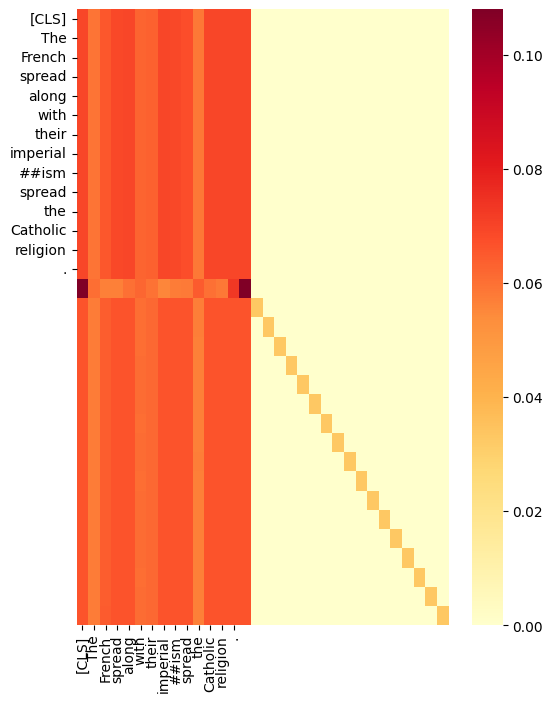 [CLS]
The
French
spread
along
with
their
imperial
##ism
spread
the
Catholic
religion
.
0.10
0.08
0.06
0.04
0.02
0.00
[CLS]
The
French
spread
along
with
their
imperial
##ism
spread
the
Catholic
religion
.